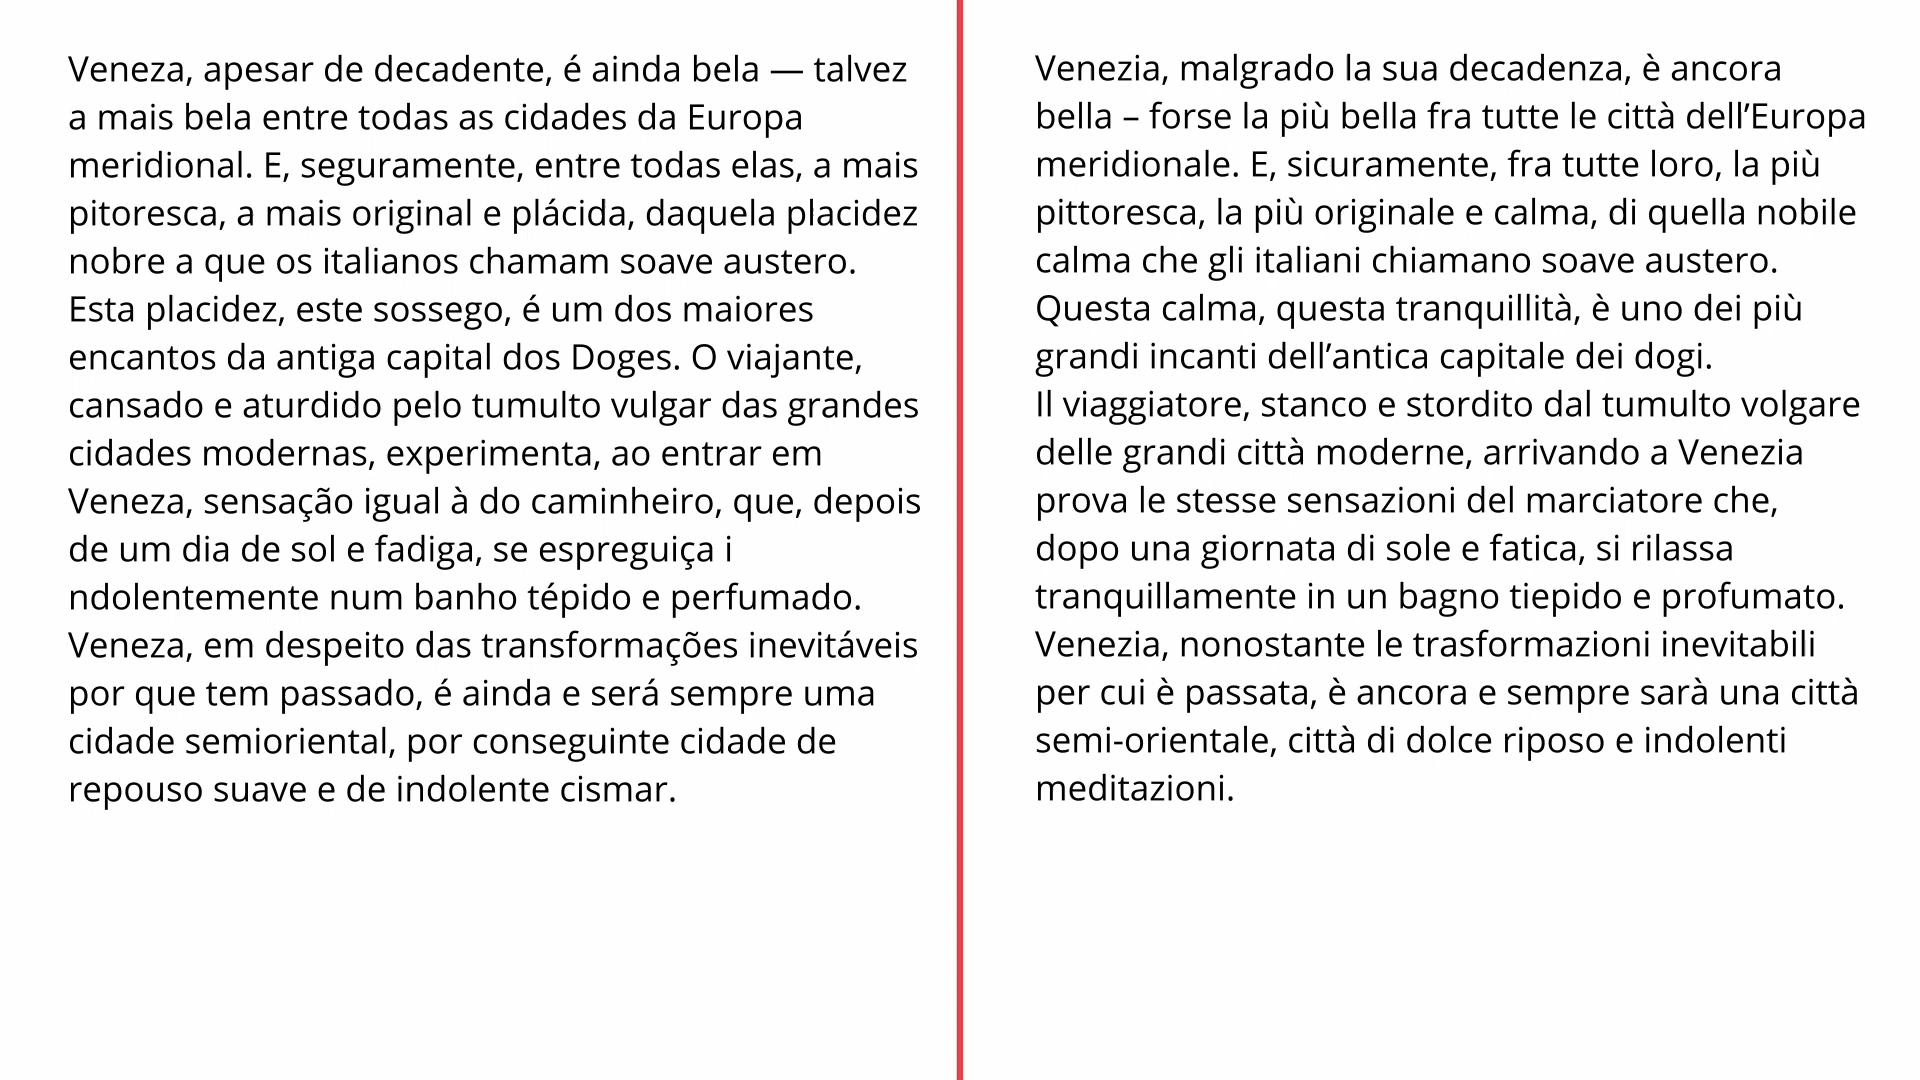 Veneza, apesar de decadente, é ainda bela — talvez
a mais bela entre todas as cidades da Europa
meridional. E, seguramente, entre todas elas, a mais
pitoresca, a mais original e plácida, daquela placidez
nobre a que os italianos chamam soave austero.
Esta placidez, este sossego, é um dos maiores
encantos da antiga capital dos Doges. O viajante,
cansado e aturdido pelo tumulto vulgar das grandes
cidades modernas, experimenta, ao entrar em
Veneza, sensação igual à do caminheiro, que, depois
de um dia de sol e fadiga, se espreguiça i
ndolentemente num banho tépido e perfumado.
Veneza, em despeito das transformações inevitáveis
por que tem passado, é ainda e será sempre uma
cidade semioriental, por conseguinte cidade de
repouso suave e de indolente cismar.
Venezia, malgrado la sua decadenza, è ancora
bella – forse la più bella fra tutte le città dell’Europa
meridionale. E, sicuramente, fra tutte loro, la più
pittoresca, la più originale e calma, di quella nobile
calma che gli italiani chiamano soave austero.
Questa calma, questa tranquillità, è uno dei più
grandi incanti dell’antica capitale dei dogi.
Il viaggiatore, stanco e stordito dal tumulto volgare
delle grandi città moderne, arrivando a Venezia
prova le stesse sensazioni del marciatore che,
dopo una giornata di sole e fatica, si rilassa
tranquillamente in un bagno tiepido e profumato.
Venezia, nonostante le trasformazioni inevitabili
per cui è passata, è ancora e sempre sarà una città
semi-orientale, città di dolce riposo e indolenti
meditazioni.